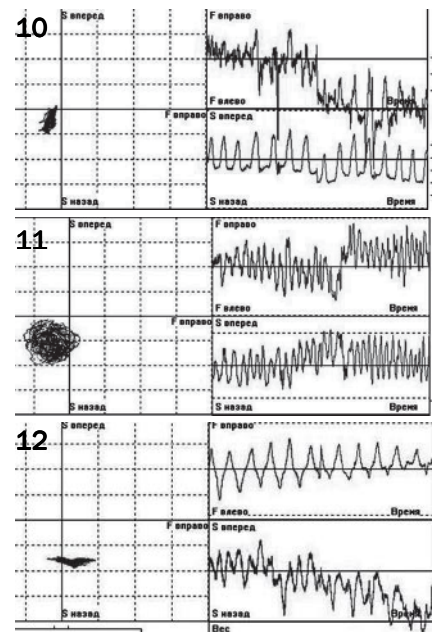 10
S вперед
F вправо
F влево
Время
F вправо
S вперед
S назад
S назад
Время
11
S вперед
F вправо
F влево
Время
F вправо
S вперед
S назад
S назад
Время
12
S вперед
F вправо
F влево
Время
F вправо
S вперед
S назад
S назад
Время
Вес